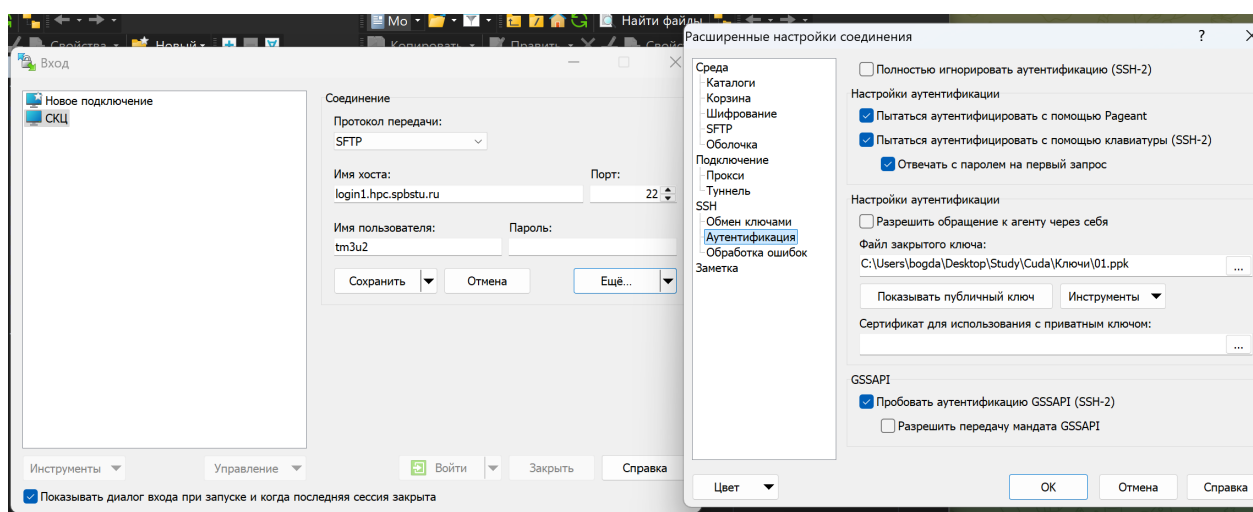 Мо
Найти файлы
Свойства
Новый
Копировать
Править
Вход
Новое подключение
СКЦ
Соединение
Протокол передачи:
SFTP
Имя хоста:
Порт:
login1.hpc.spbstu.ru
22
Имя пользователя:
Пароль:
tm3u2
Сохранить
Отмена
Ещё...
Инструменты
Управление
Войти
Закрыть
Справка
Показывать диалог входа при запуске и когда последняя сессия закрыта
Расширенные настройки соединения
?
Среда
Каталоги
Корзина
Шифрование
SFTP
Оболочка
Подключение
Прокси
Туннель
SSH
Обмен ключами
Аутентификация
Обработка ошибок
Заметка
Полностью игнорировать аутентификацию (SSH-2)
Настройки аутентификации
Пытаться аутентифицировать с помощью Pageant
Пытаться аутентифицировать с помощью клавиатуры (SSH-2)
Отвечать с паролем на первый запрос
Настройки аутентификации
Разрешить обращение к агенту через себя
Файл закрытого ключа:
C:\Users\bogda\Desktop\Study\Cuda\Ключи\01.ppk
...
Показывать публичный ключ
Инструменты
Сертификат для использования с приватным ключом:
...
GSSAPI
Пробовать аутентификацию GSSAPI (SSH-2)
Разрешить передачу мандата GSSAPI
Цвет
ОК
Отмена
Справка